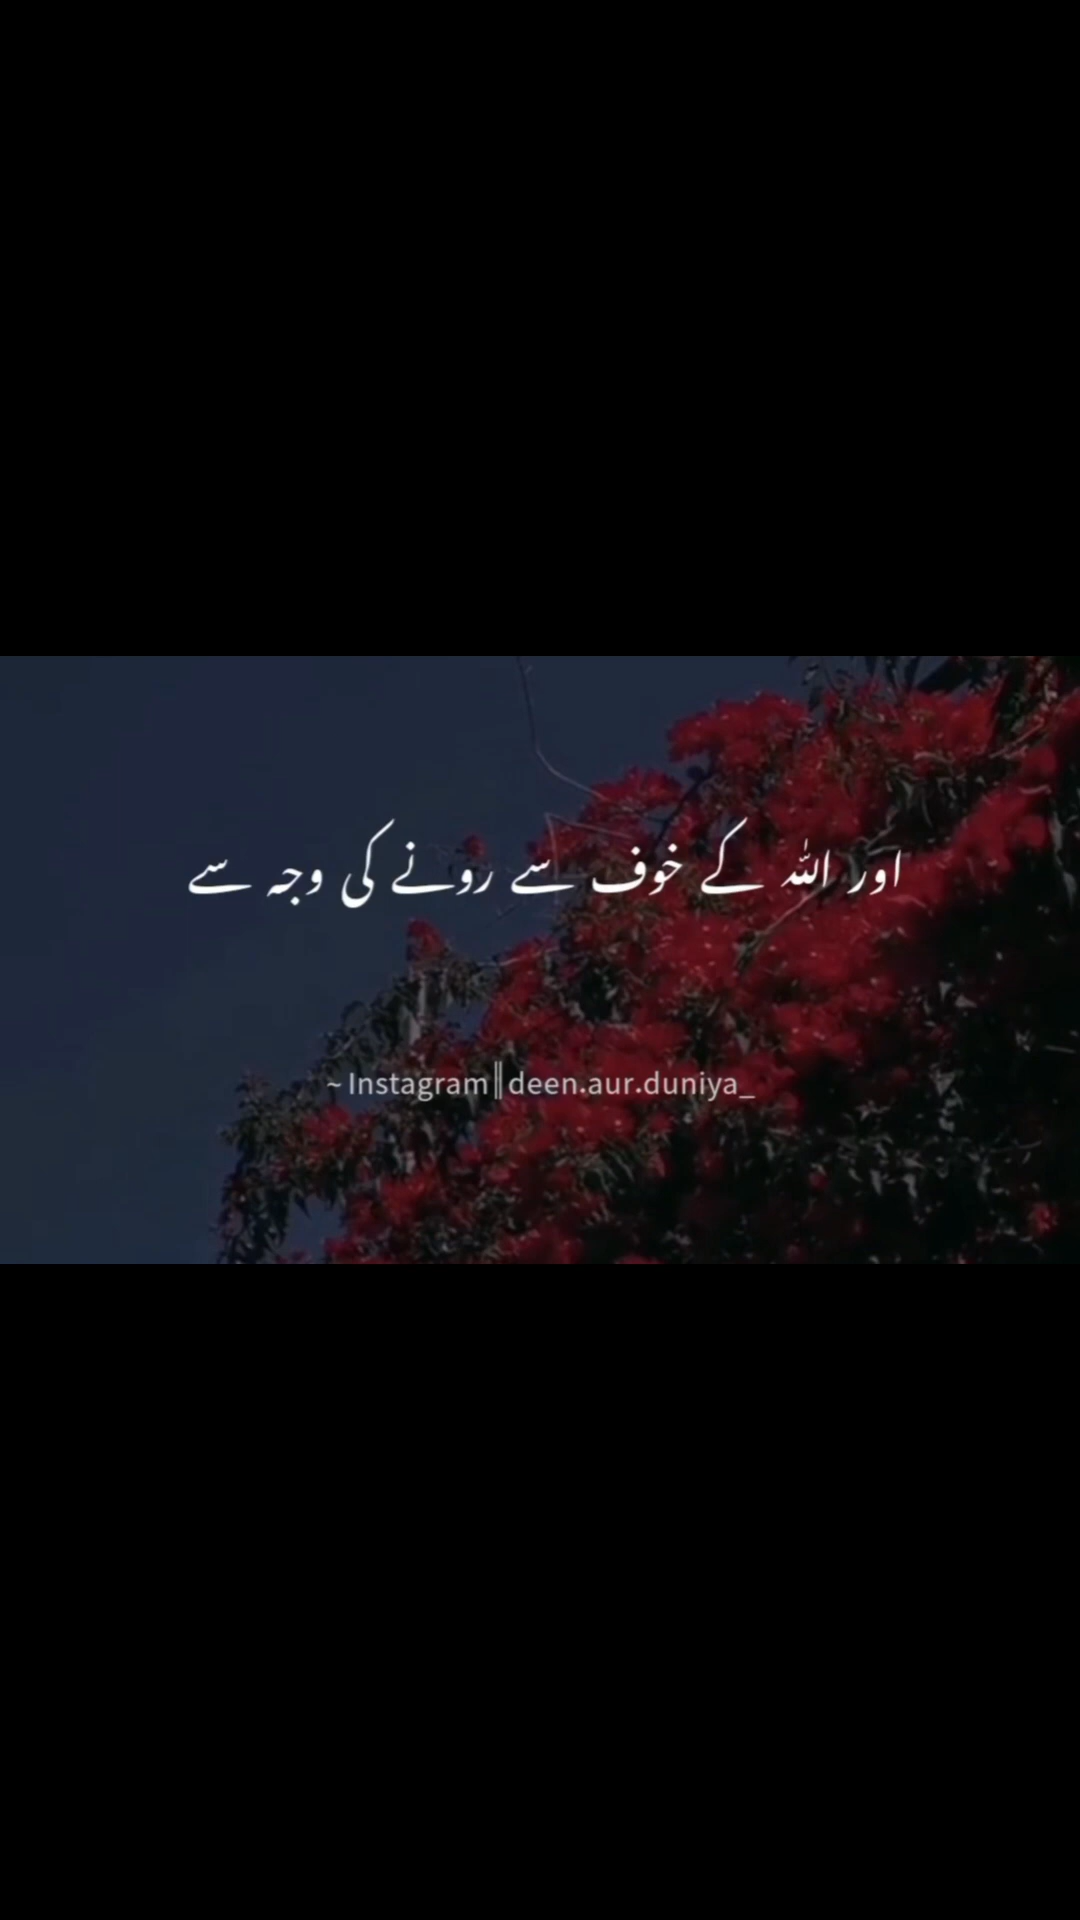 اور اللہ کے خوف سے رونے کی وجہ سے
~ Instagram||deen.aur.duniya_